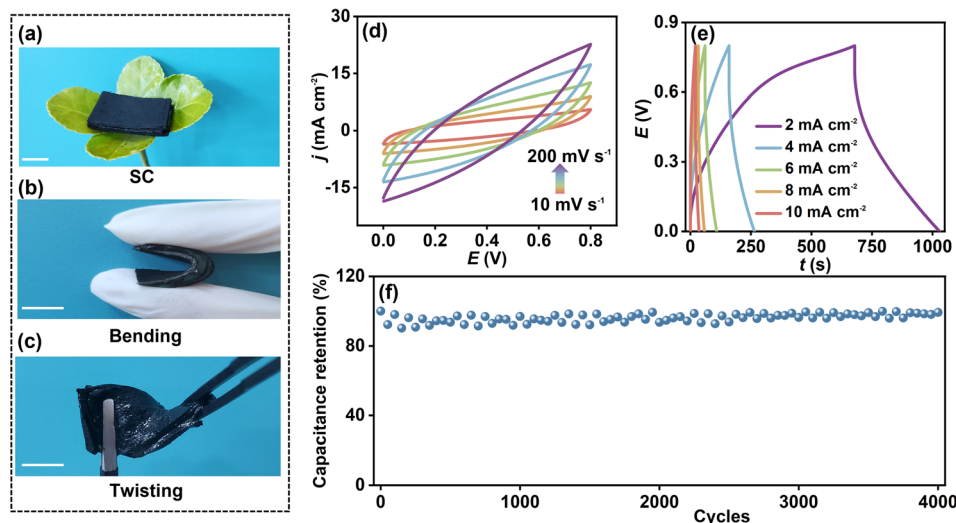 (a)
SC
(b)
Bending
(c)
Twisting
(d)
j (mA cm⁻²)
30
15
0
-15
-30
200 mV s⁻¹
10 mV s⁻¹
0.0 0.2 0.4 0.6 0.8
E (V)
(e)
E (V)
0.9
0.6
0.3
0.0
2 mA cm⁻²
4 mA cm⁻²
6 mA cm⁻²
8 mA cm⁻²
10 mA cm⁻²
0 250 500 750 1000
t (s)
(f)
Capacitance retention (%)
120
80
40
0
0 1000 2000 3000 4000
Cycles